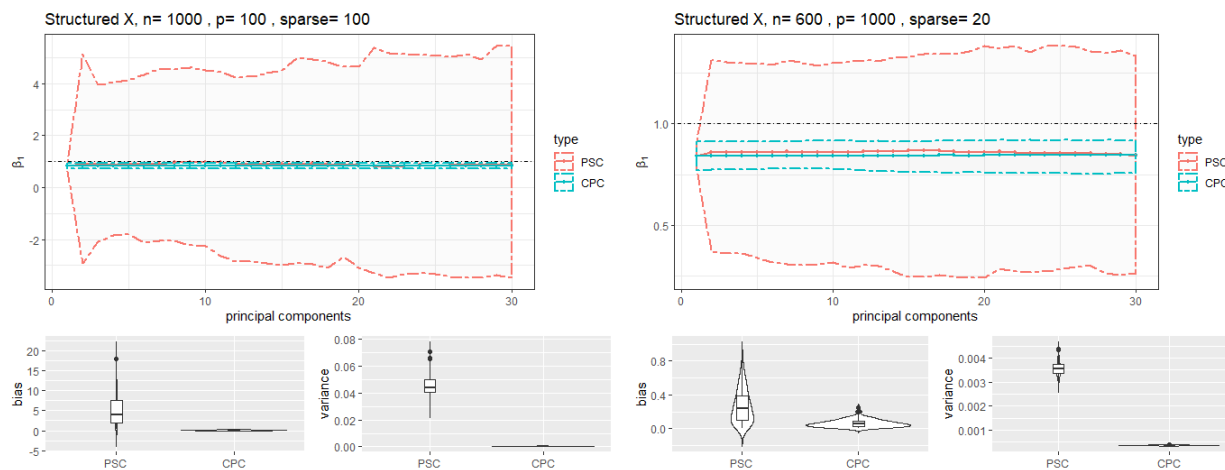 Structured X, n= 1000 , p= 100 , sparse= 100
4
2
0
-2
β1
0
10
20
30
principal components
type
PSC
CPC
Structured X, n= 600 , p= 1000 , sparse= 20
1.0
0.5
β1
0
10
20
30
principal components
type
PSC
CPC
20
15
10
5
0
-5
bias
PSC
CPC
0.08
0.06
0.04
0.02
0.00
variance
PSC
CPC
0.8
0.4
0.0
bias
PSC
CPC
0.004
0.003
0.002
0.001
variance
PSC
CPC